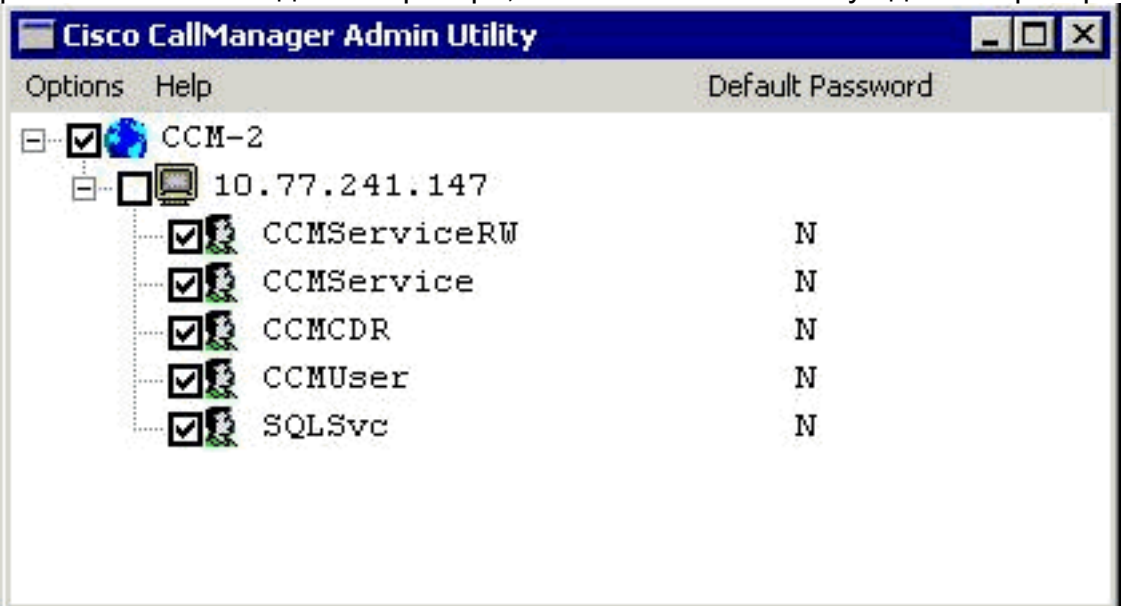 Cisco CallManager Admin Utility
Options Help Default Password
CCM-2
10.77.241.147
CCMServiceRW N
CCMService N
CCMCDR N
CCMUser N
SQLSvc N